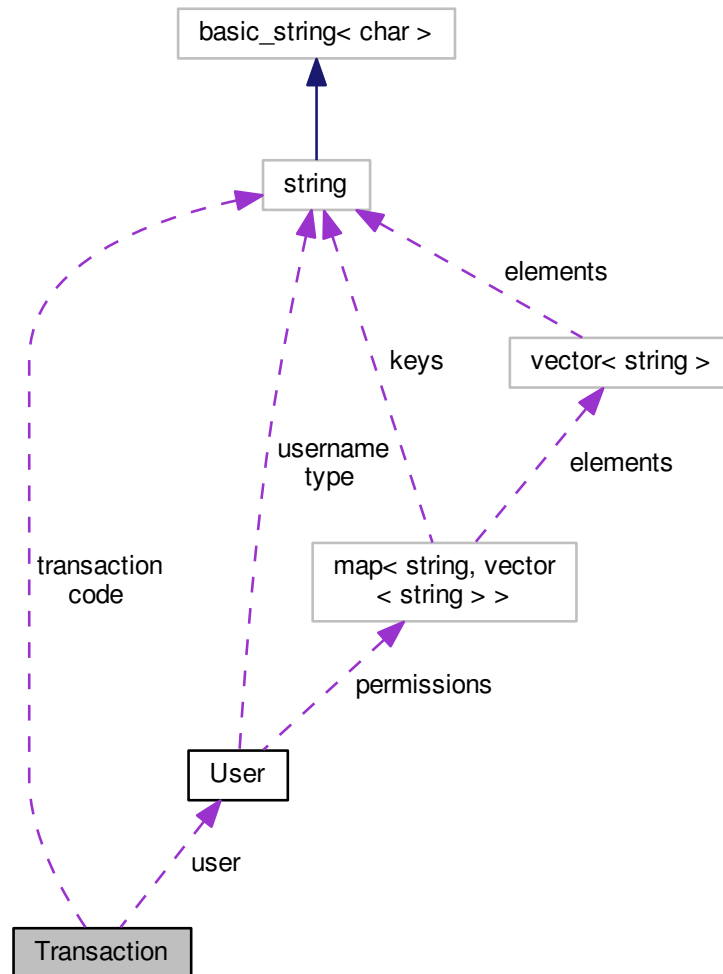 basic_string< char >
string
elements
keys
vector< string >
username
type
elements
transaction
code
map< string, vector
< string > >
permissions
User
user
Transaction